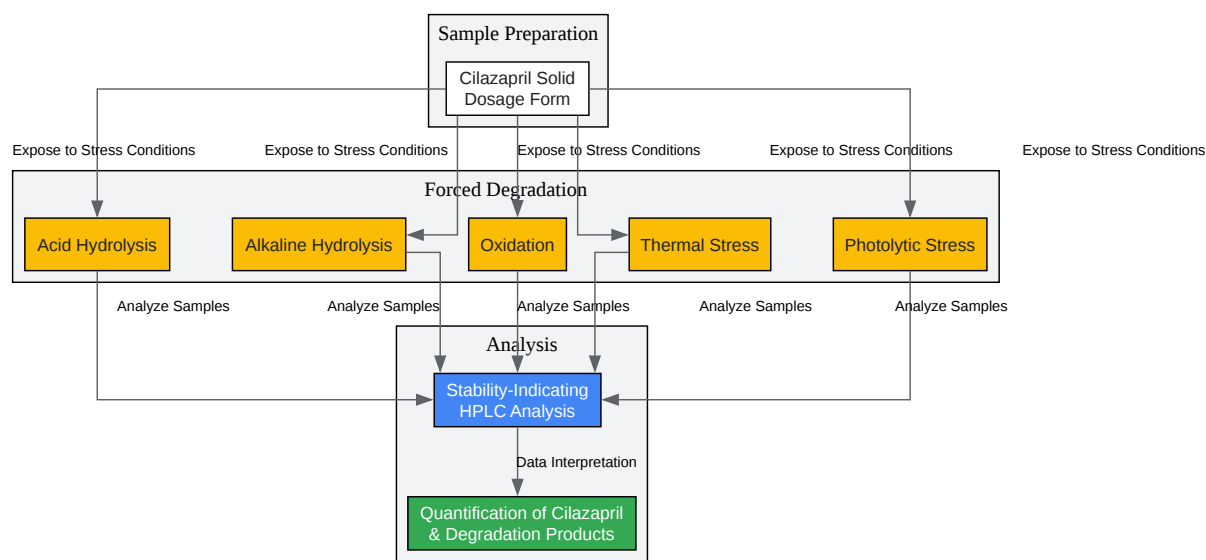 Sample Preparation
Cilazapril Solid
Dosage Form
Expose to Stress Conditions
Expose to Stress Conditions
Expose to Stress Conditions
Expose to Stress Conditions
Expose to Stress Conditions
Forced Degradation
Acid Hydrolysis
Alkaline Hydrolysis
Oxidation
Thermal Stress
Photolytic Stress
Analyze Samples
Analyze Samples
Analyze Samples
Analyze Samples
Analyze Samples
Analysis
Stability-Indicating
HPLC Analysis
Data Interpretation
Quantification of Cilazapril
& Degradation Products